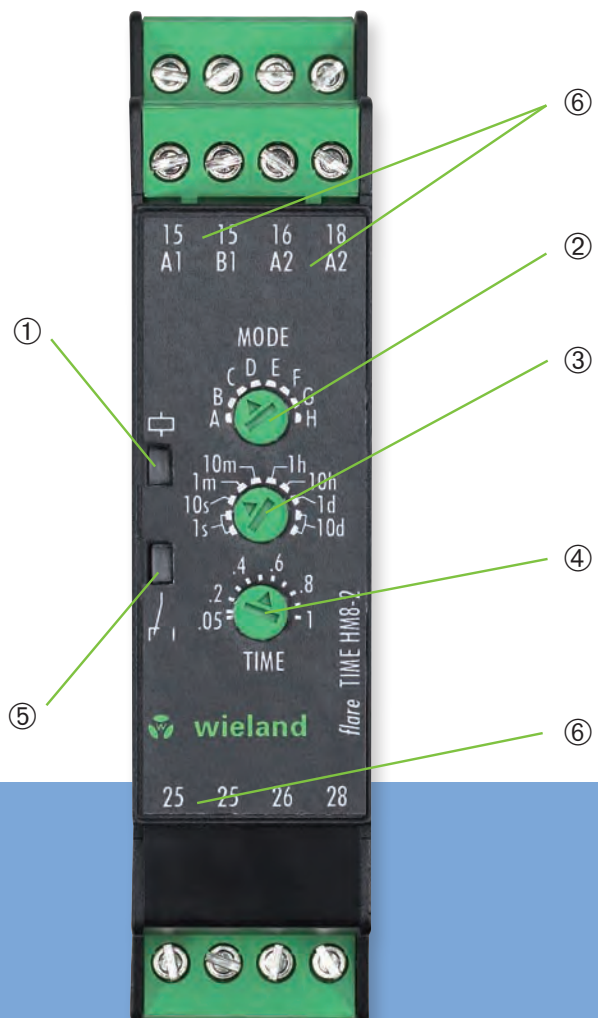 ⑥
15 15 16 18
A1 B1 A2 A2
②
①
MODE
③
A B C D E F G H
1s 10s 1m 10m 1h 10h 1d 10d
④
.05 .2 .4 .6 .8 1
TIME
flare TIME HM8-2
⑤
wieland
⑥
25 25 26 28